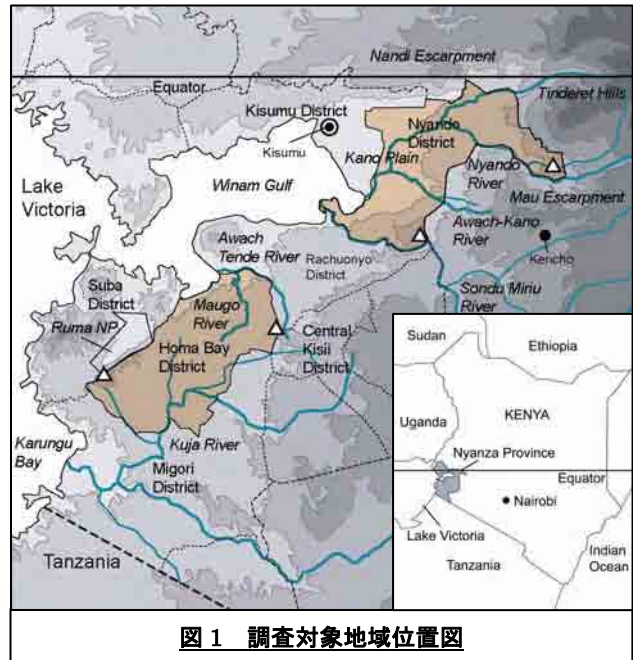 Nandi Escarpment
Equator
Tinderet Hills
Kisumu District
Nyando
District
Kisumu
Kano Plain
Nyando
River
Lake
Victoria
Winam Gulf
Mau Escarpment
Awach-Kano
River
Kericho
Awach
Tende River
Rachuonyo
District
Sondu Miriu
River
Suba
District
Maugo
River
Ruma NP
Homa Bay
District
Central
Kisii
District
Kuja River
Karungu
Bay
Migori
District
Tanzania
Sudan
Ethiopia
Uganda
KENYA
Nyanza Province
Equator
Nairobi
Lake Victoria
Tanzania
Indian
Ocean
図 1 調査対象地域位置図